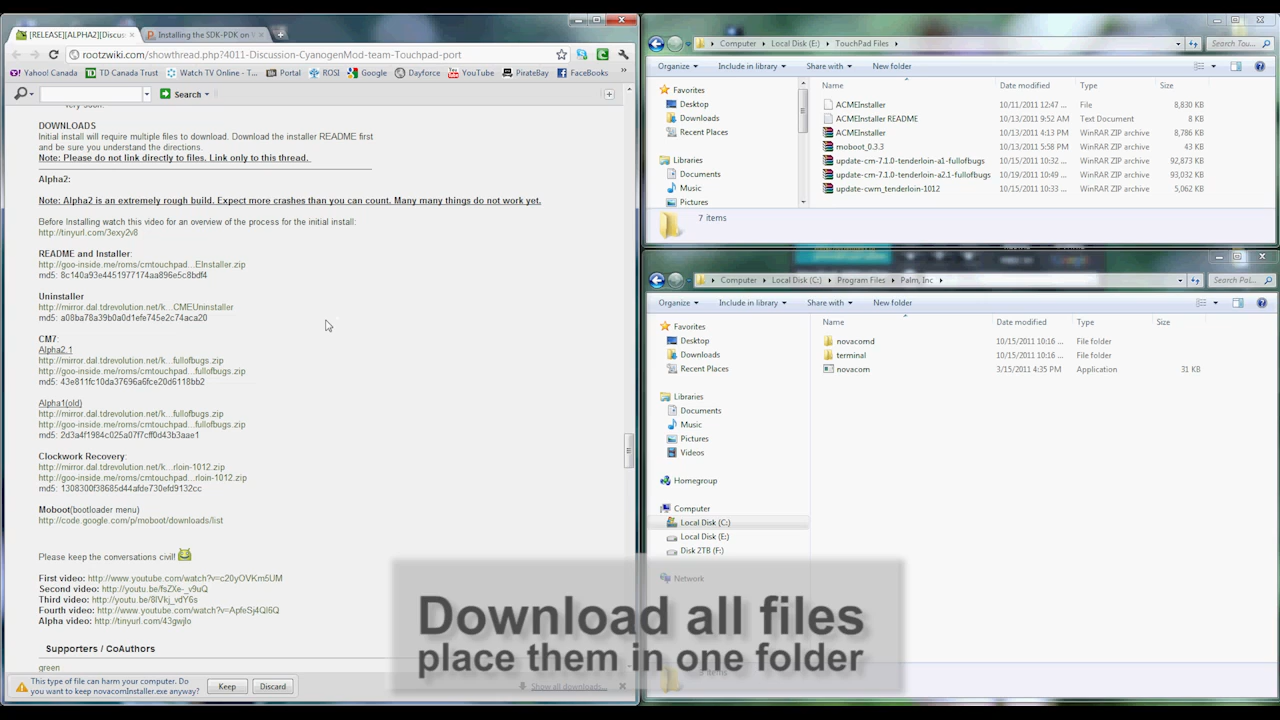 [RELEASE][ALPHA2][Discus
Installing the SDK-PDK on
rootzwiki.com/showthread.php?4011-Discussion-CyanogenMod-team-Touchpad-port
Yahoo! Canada TD Canada Trust Watch TV Online - T... Portal ROSI Google Dayforce YouTube PirateBay FaceBooks »
Search
very soon.
DOWNLOADS
Initial install will require multiple files to download. Download the installer README first
and be sure you understand the directions.
Note: Please do not link directly to files. Link only to this thread.
Alpha2:
Note: Alpha2 is an extremely rough build. Expect more crashes than you can count. Many many things do not work yet.
Before Installing watch this video for an overview of the process for the initial install:
http://tinyurl.com/3exy2v8
README and Installer:
http://goo-inside.me/roms/cmtouchpad...EInstaller.zip
md5: 8c140a93e4451977174aa896e5c8bdf4
Uninstaller
http://mirror.dal.tdrevolution.net/k...CMEUninstaller
md5: a08ba78a39b0a0d1efe745e2c74aca20
CM7:
Alpha2.1
http://mirror.dal.tdrevolution.net/k...fullofbugs.zip
http://goo-inside.me/roms/cmtouchpad...fullofbugs.zip
md5: 43e811fc10da37696a6fce20d6118bb2
Alpha1(old)
http://mirror.dal.tdrevolution.net/k...fullofbugs.zip
http://goo-inside.me/roms/cmtouchpad...fullofbugs.zip
md5: 2d3a4f1984c025a07f7cff0d43b3aae1
Clockwork Recovery:
http://mirror.dal.tdrevolution.net/k...rloin-1012.zip
http://goo-inside.me/roms/cmtouchpad...rloin-1012.zip
md5: 1308300f38685d44afde730efd9132cc
Moboot(bootloader menu)
http://code.google.com/p/moboot/downloads/list
Please keep the conversations civil!
First video: http://www.youtube.com/watch?v=c20yOVKm5UM
Second video: http://youtu.be/fsZXe-_v9uQ
Third video: http://youtu.be/8lVkj_vdY6s
Fourth video: http://www.youtube.com/watch?v=ApfeSj4Ql6Q
Alpha video: http://tinyurl.com/43gwjlo
Supporters / CoAuthors
green
This type of file can harm your computer. Do
you want to keep novacomInstaller.exe anyway?
Keep
Discard
Show all downloads...
Computer Local Disk (E:) TouchPad Files
Search Tou...
Organize Include in library Share with New folder
Favorites
Desktop
Downloads
Recent Places
Libraries
Documents
Music
Pictures
Name Date modified Type Size
ACMEInstaller 10/11/2011 12:47 ... File 8,830 KB
ACMEInstaller README 10/13/2011 9:52 AM Text Document 8 KB
ACMEInstaller 10/13/2011 4:13 PM WinRAR ZIP archive 8,786 KB
moboot_0.3.3 10/13/2011 5:58 PM WinRAR ZIP archive 43 KB
update-cm-7.1.0-tenderloin-a1-fullofbugs 10/15/2011 10:32 ... WinRAR ZIP archive 92,873 KB
update-cm-7.1.0-tenderloin-a2.1-fullofbugs 10/19/2011 10:49 ... WinRAR ZIP archive 93,032 KB
update-cwm_tenderloin-1012 10/15/2011 10:33 ... WinRAR ZIP archive 5,062 KB
7 items
Computer Local Disk (C:) Program Files Palm, Inc
Search Pal...
Organize Include in library Share with New folder
Favorites
Desktop
Downloads
Recent Places
Libraries
Documents
Music
Pictures
Videos
Homegroup
Computer
Local Disk (C:)
Local Disk (E:)
Disk 2TB (F:)
Network
Name Date modified Type Size
novacomd 10/15/2011 10:16 ... File folder
terminal 10/15/2011 10:16 ... File folder
novacom 3/15/2011 4:35 PM Application 31 KB
Download all files
place them in one folder